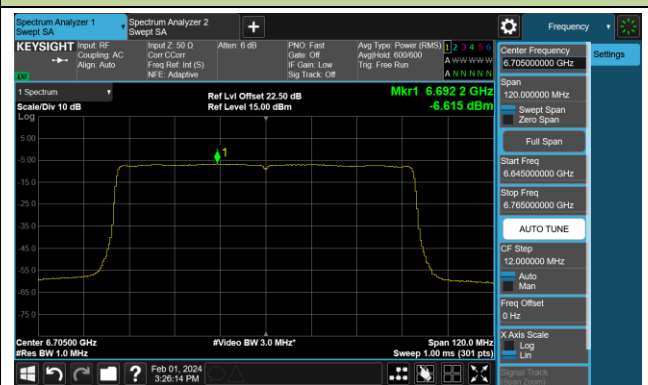 Spectrum Analyzer 1
Swept SA
Spectrum Analyzer 2
Swept SA
+
Frequency
KEYSIGHT
Input: RF
Coupling: AC
Align: Auto
Input Z: 50 Ω
Corr CCorr
Freq Ref: Int (S)
NFE: Adaptive
Atten: 6 dB
PNO: Fast
Gate: Off
IF Gain: Low
Sig Track: Off
Avg Type: Power (RMS)
Avg|Hold: 600/600
Trig: Free Run
1 2 3 4 5 6
A W W W W W
A N N N N N
LXI
1 Spectrum
Scale/Div 10 dB
Log
Ref Lvl Offset 22.50 dB
Ref Level 15.00 dBm
Mkr1 6.692 2 GHz
-6.615 dBm
5.00
-5.00
-15.0
-25.0
-35.0
-45.0
-55.0
-65.0
-75.0
1
Center 6.70500 GHz
#Res BW 1.0 MHz
#Video BW 3.0 MHz*
Span 120.0 MHz
Sweep 1.00 ms (301 pts)
Center Frequency
6.705000000 GHz
Settings
Span
120.000000 MHz
Swept Span
Zero Span
Full Span
Start Freq
6.645000000 GHz
Stop Freq
6.765000000 GHz
AUTO TUNE
CF Step
12.000000 MHz
Auto
Man
Freq Offset
0 Hz
X Axis Scale
Log
Lin
Signal Track
(Span Zoom)
?
Feb 01, 2024
3:26:14 PM